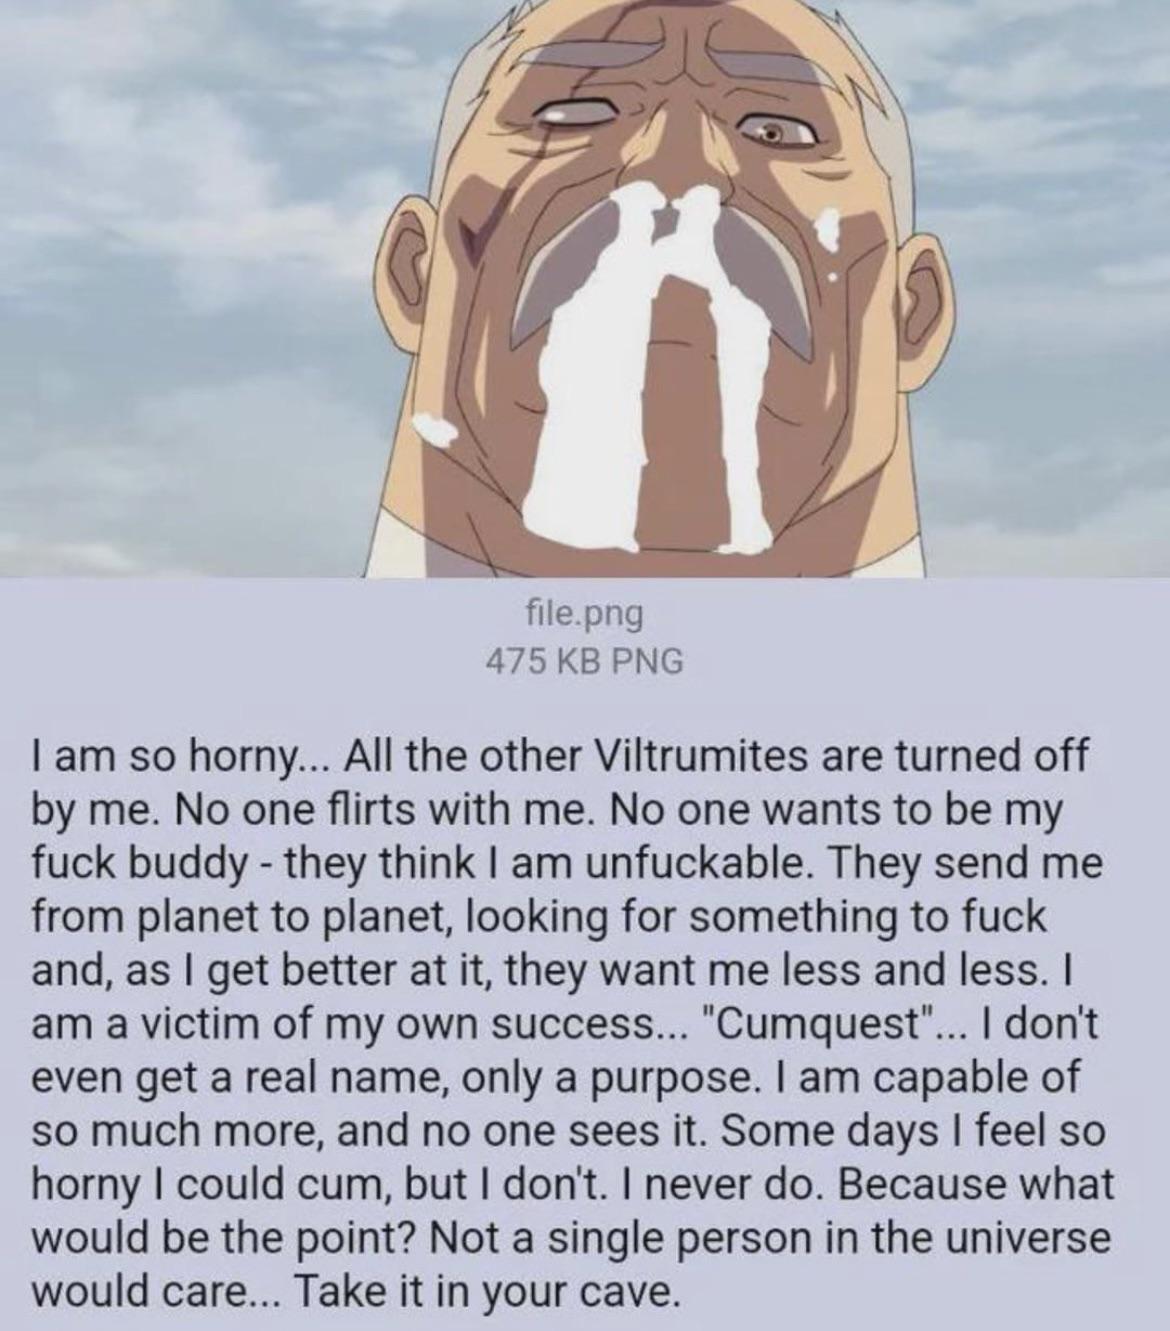 file.png
475 KB PNG
I am so horny... All the other Viltrumites are turned off
by me. No one flirts with me. No one wants to be my
fuck buddy - they think I am unfuckable. They send me
from planet to planet, looking for something to fuck
and, as I get better at it, they want me less and less. I
am a victim of my own success... "Cumquest"... I don't
even get a real name, only a purpose. I am capable of
so much more, and no one sees it. Some days I feel so
horny I could cum, but I don't. I never do. Because what
would be the point? Not a single person in the universe
would care... Take it in your cave.